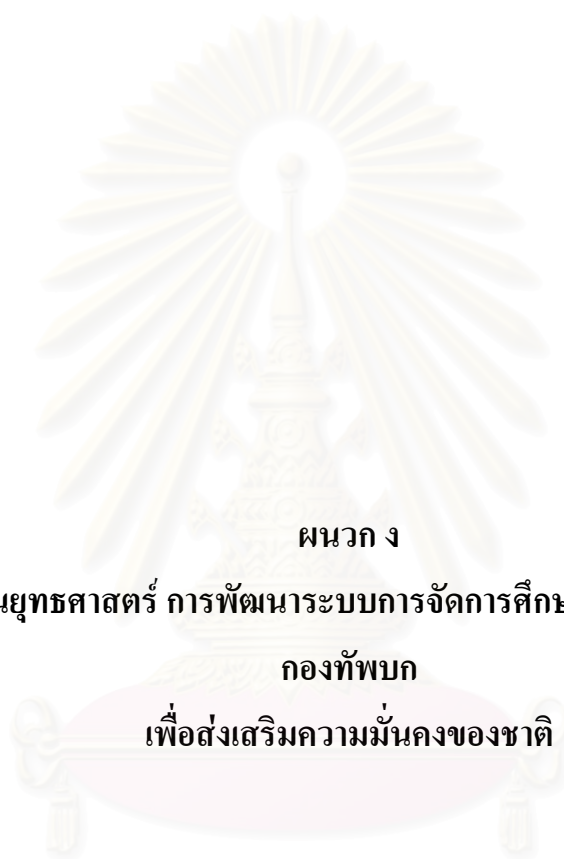 ผนวก ง
ยุทธศาสตร์ การพัฒนาระบบการจัดการศึกษ
กองทัพบก
เพื่อส่งเสริมความมั่นคงของชาติ